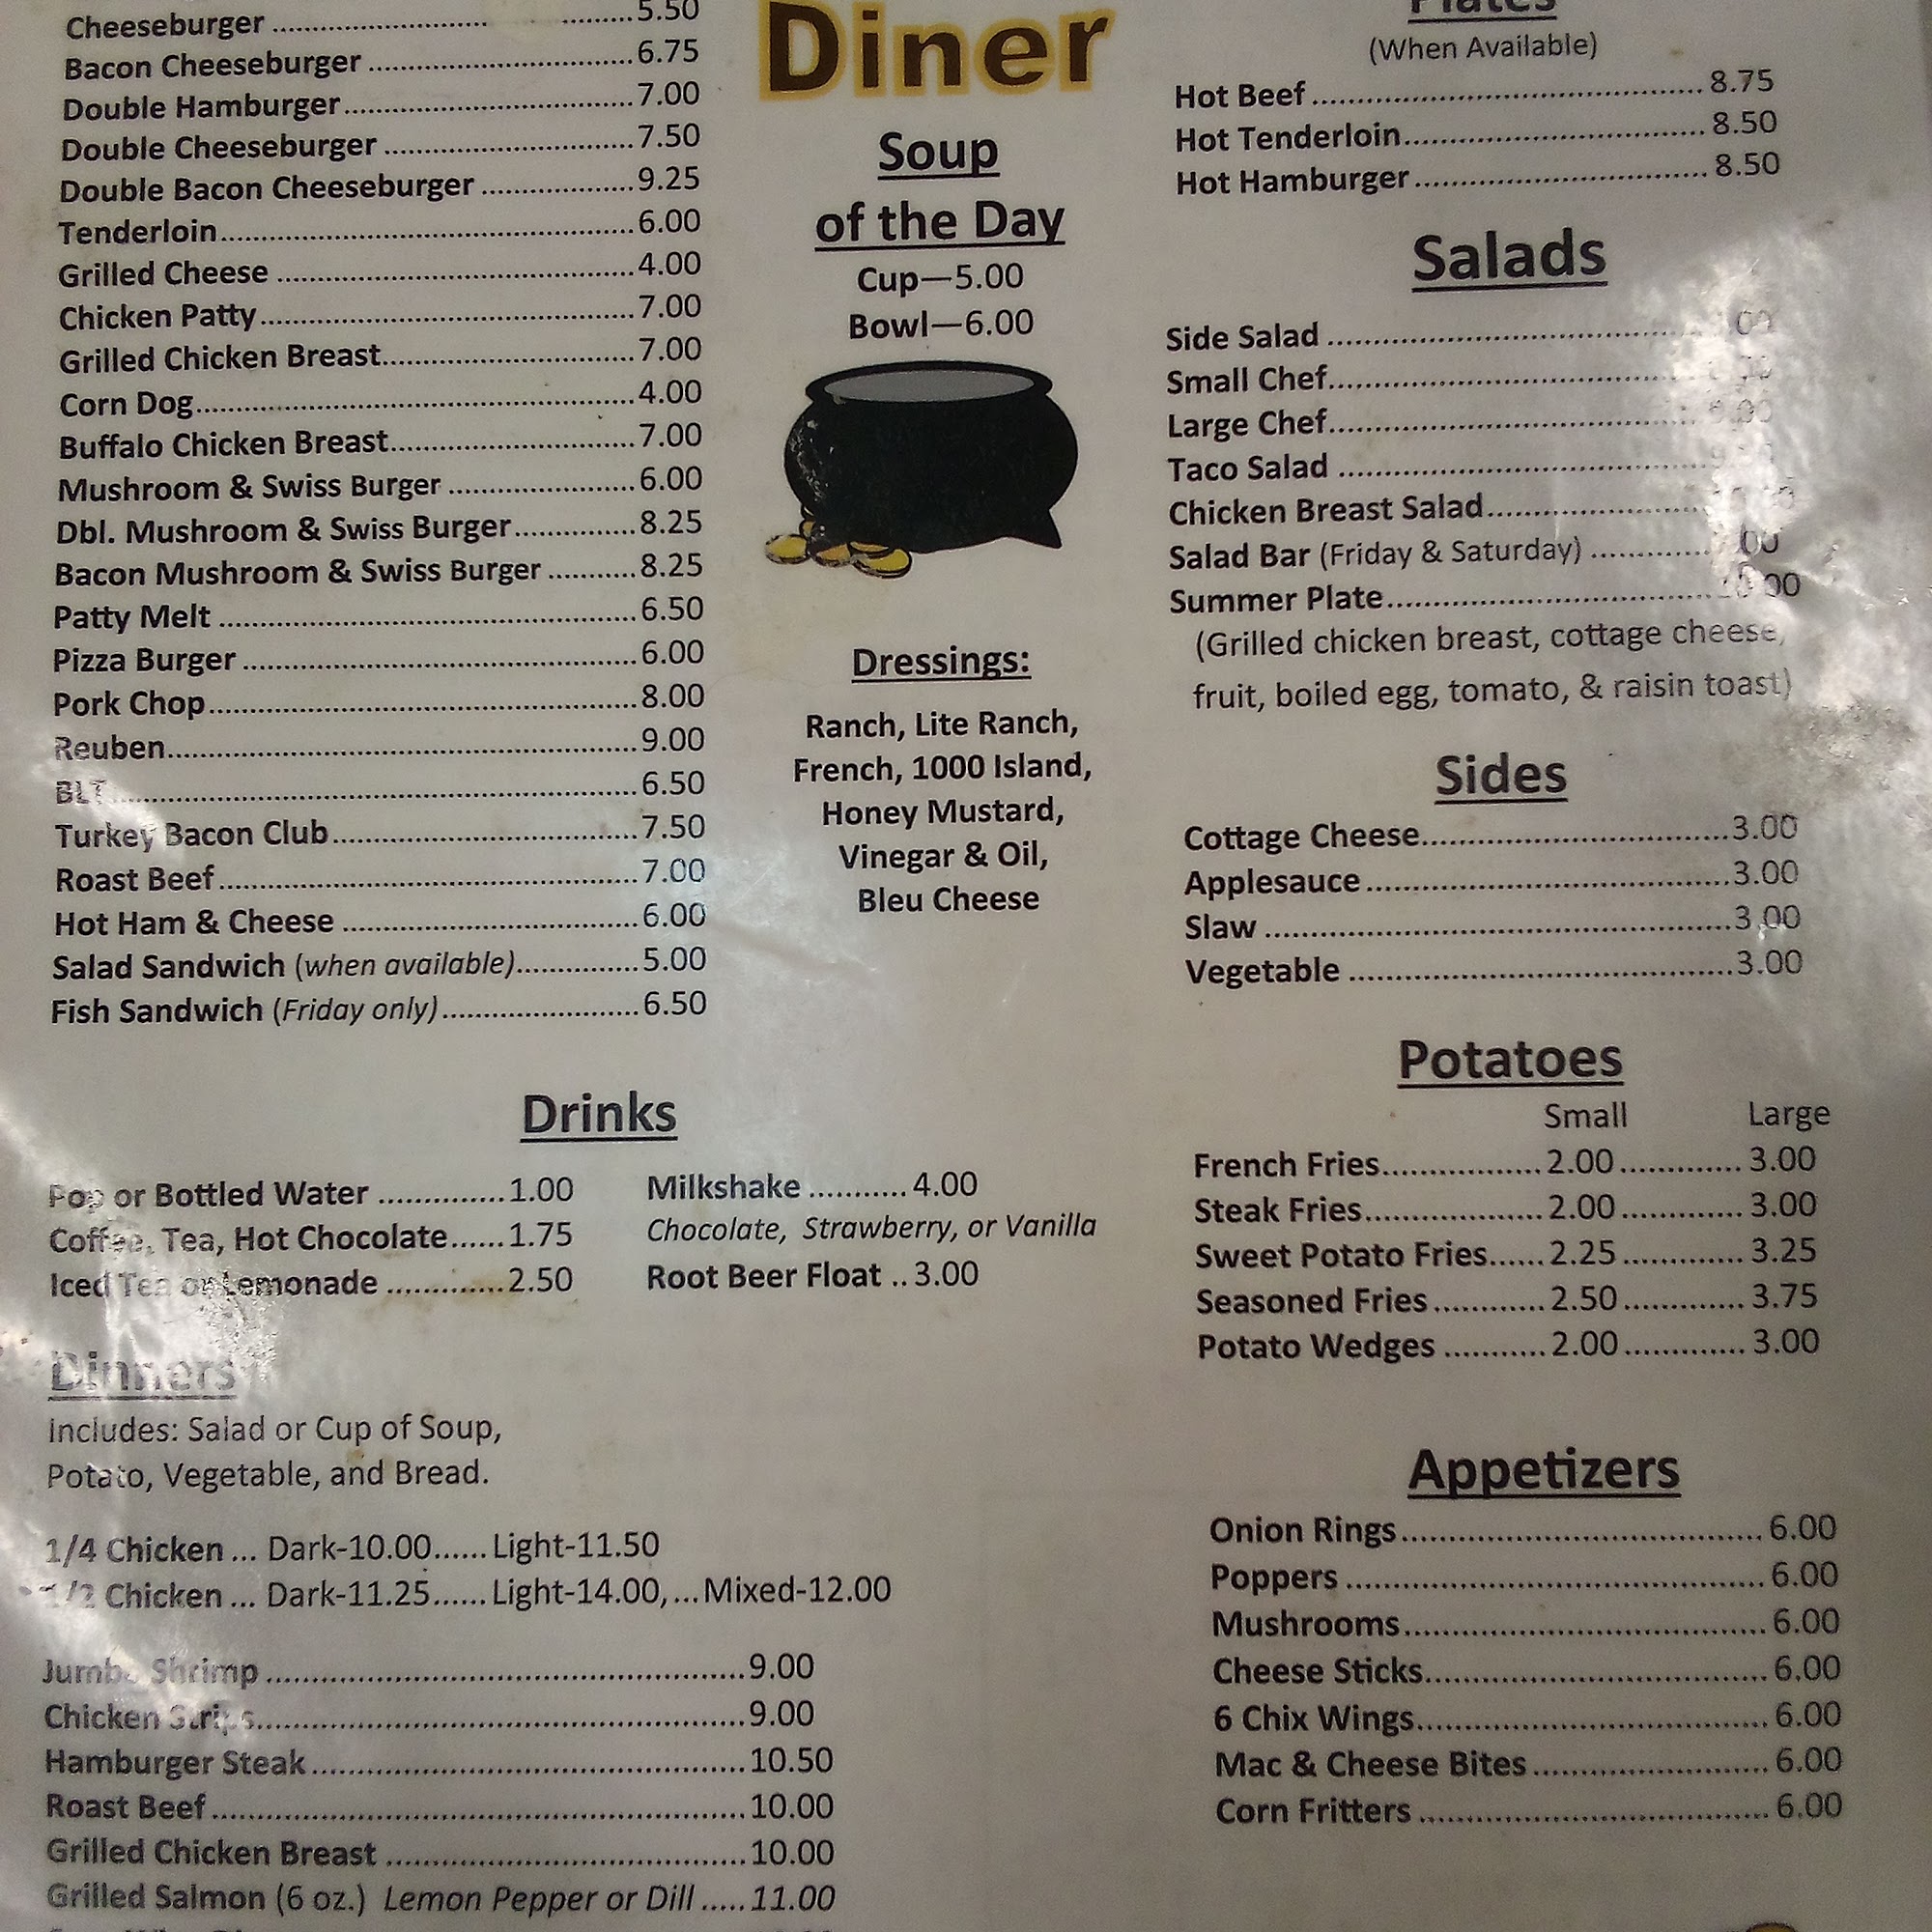 Cheeseburger ........................ .........5.50
Bacon Cheeseburger ................................6.75
Double Hamburger...................................7.00
Double Cheeseburger ..............................7.50
Double Bacon Cheeseburger ...................9.25
Tenderloin..................................................6.00
Grilled Cheese ...........................................4.00
Chicken Patty.............................................7.00
Grilled Chicken Breast..............................7.00
Corn Dog.....................................................4.00
Buffalo Chicken Breast.............................7.00
Mushroom & Swiss Burger ......................6.00
Dbl. Mushroom & Swiss Burger..............8.25
Bacon Mushroom & Swiss Burger ..........8.25
Patty Melt .................................................6.50
Pizza Burger ..............................................6.00
Pork Chop..................................................8.00
Reuben.......................................................9.00
BLT..............................................................6.50
Turkey Bacon Club....................................7.50
Roast Beef.................................................7.00
Hot Ham & Cheese ...................................6.00
Salad Sandwich (when available)..............5.00
Fish Sandwich (Friday only).......................6.50
Diner
Soup
of the Day
Cup—5.00
Bowl—6.00
Dressings:
Ranch, Lite Ranch,
French, 1000 Island,
Honey Mustard,
Vinegar & Oil,
Bleu Cheese
Plates
(When Available)
Hot Beef ..............................................8.75
Hot Tenderloin....................................8.50
Hot Hamburger...................................8.50
Salads
Side Salad ........................................
Small Chef........................................
Large Chef........................................
Taco Salad ........................................
Chicken Breast Salad........................
Salad Bar (Friday & Saturday) ..............
Summer Plate.......................................
(Grilled chicken breast, cottage cheese,
fruit, boiled egg, tomato, & raisin toast)
Sides
Cottage Cheese.....................................3.00
Applesauce ...........................................3.00
Slaw .......................................................3.00
Vegetable ..............................................3.00
Drinks
Pop or Bottled Water ..............1.00
Coffee, Tea, Hot Chocolate......1.75
Iced Tea or Lemonade .............2.50
Milkshake ...........4.00
Chocolate, Strawberry, or Vanilla
Root Beer Float ..3.00
Potatoes
Small Large
French Fries..................2.00.............. 3.00
Steak Fries....................2.00.............. 3.00
Sweet Potato Fries......2.25.............. 3.25
Seasoned Fries ............2.50.............. 3.75
Potato Wedges ...........2.00.............. 3.00
Dinners
Includes: Salad or Cup of Soup,
Potato, Vegetable, and Bread.
1/4 Chicken ... Dark-10.00...... Light-11.50
1/2 Chicken ... Dark-11.25...... Light-14.00,...Mixed-12.00
Jumbo Shrimp .......................................................9.00
Chicken Strips........................................................9.00
Hamburger Steak..................................................10.50
Roast Beef..............................................................10.00
Grilled Chicken Breast ..........................................10.00
Grilled Salmon (6 oz.) Lemon Pepper or Dill .....11.00
Appetizers
Onion Rings..........................................6.00
Poppers ................................................6.00
Mushrooms..........................................6.00
Cheese Sticks........................................6.00
6 Chix Wings.........................................6.00
Mac & Cheese Bites ...........................6.00
Corn Fritters .........................................6.00